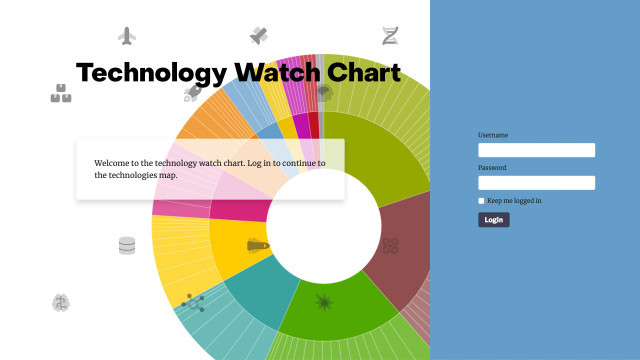 Technology Watch Chart
Welcome to the technology watch chart. Log in to continue to
the technologies map.
Username
Password
Keep me logged in
Login